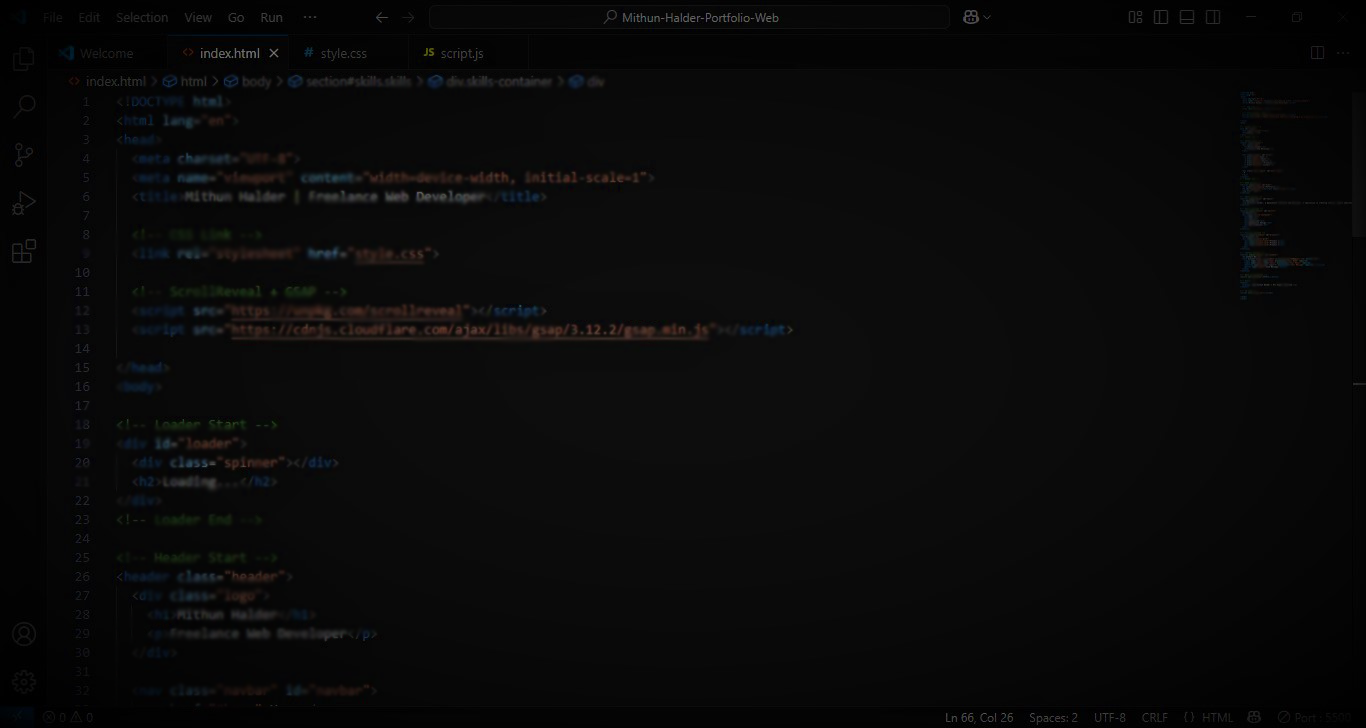 File Edit Selection View Go Run ··· ← → Mithun-Halder-Portfolio-Web
Welcome <> index.html × # style.css JS script.js ···
<> index.html > html > body > section#skills.skills > div.skills-container > div
1 <!DOCTYPE html>
2 <html lang="en">
3 <head>
4 <meta charset="UTF-8">
5 <meta name="viewport" content="width=device-width, initial-scale=1">
6 <title>Mithun Halder | Freelance Web Developer</title>
7
8 <!-- CSS Link -->
9 <link rel="stylesheet" href="style.css">
10
11 <!-- ScrollReveal + GSAP -->
12 <script src="https://unpkg.com/scrollreveal"></script>
13 <script src="https://cdnjs.cloudflare.com/ajax/libs/gsap/3.12.2/gsap.min.js"></script>
14
15 </head>
16 <body>
17
18 <!-- Loader Start -->
19 <div id="loader">
20 <div class="spinner"></div>
21 <h2>Loading...</h2>
22 </div>
23 <!-- Loader End -->
24
25 <!-- Header Start -->
26 <header class="header">
27 <div class="logo">
28 <h1>Mithun Halder</h1>
29 <p>Freelance Web Developer</p>
30 </div>
31
32 <nav class="navbar" id="navbar">
0 0 Ln 66, Col 26 Spaces: 2 UTF-8 CRLF {} HTML Port : 5500